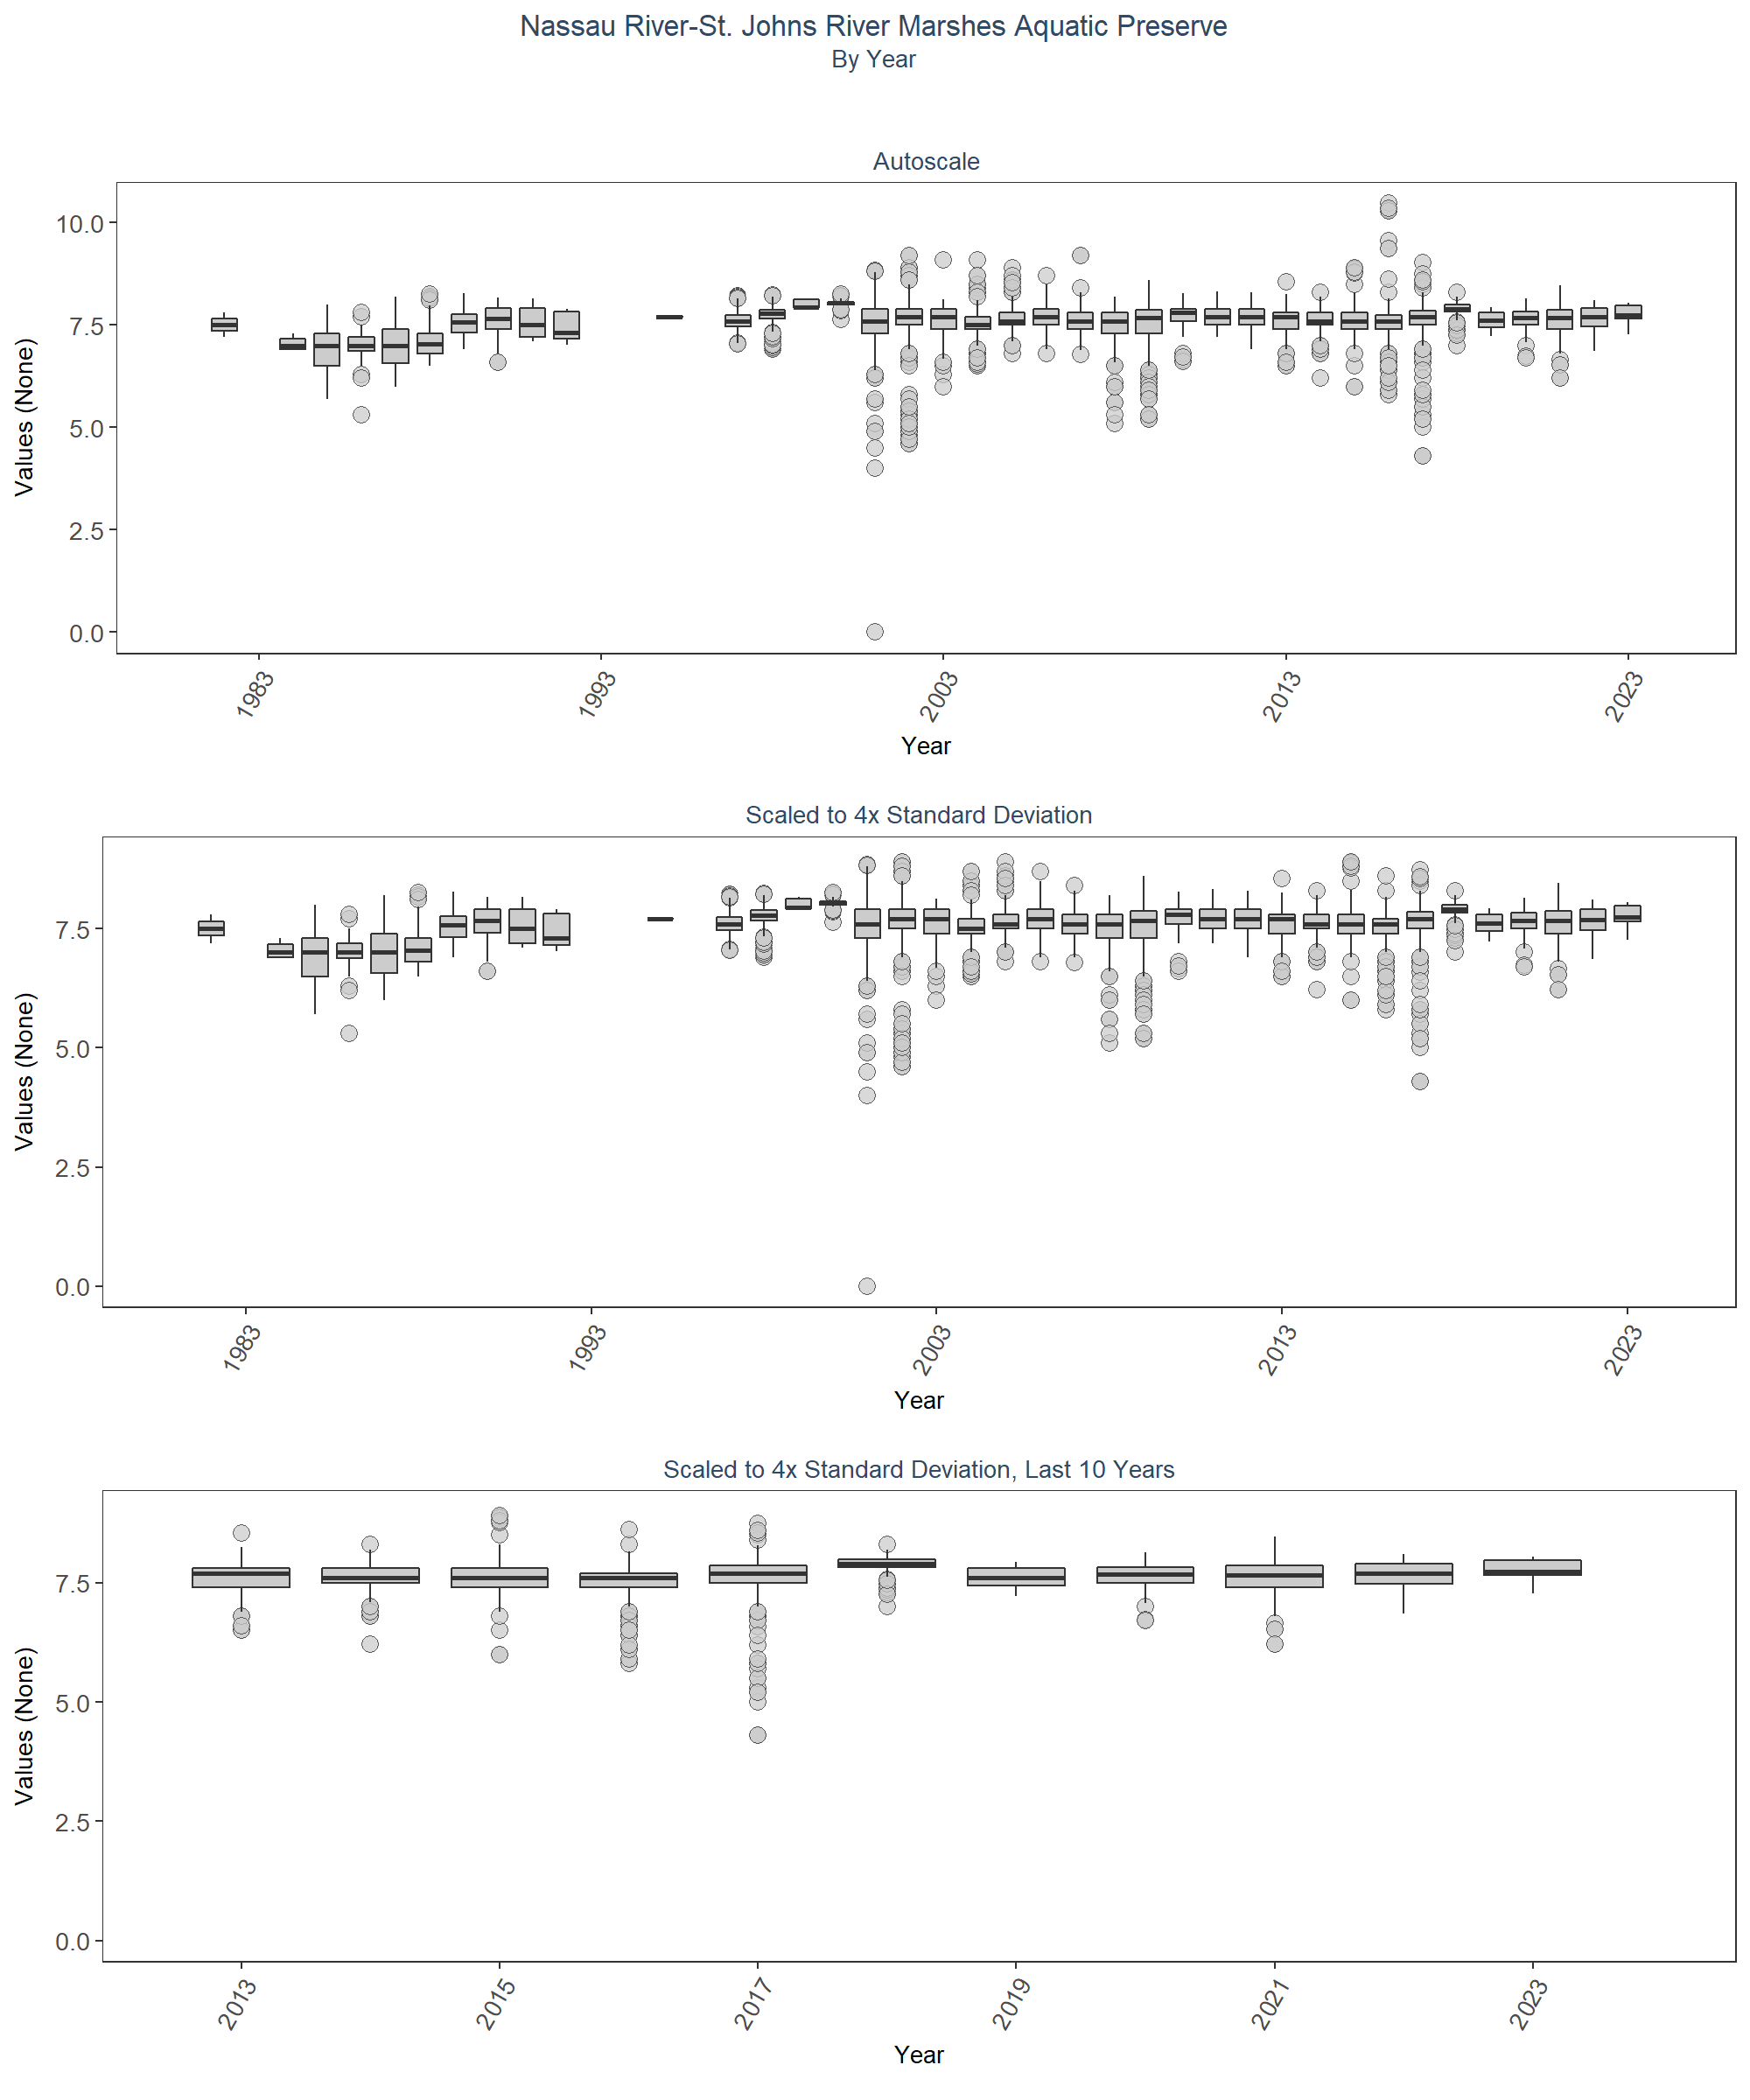 Nassau River-St. Johns River Marshes Aquatic Preserve
By Year
Autoscale
Values (None)
10.0
7.5
5.0
2.5
0.0
1983
1993
2003
2013
2023
Year
Scaled to 4x Standard Deviation
Values (None)
7.5
5.0
2.5
0.0
1983
1993
2003
2013
2023
Year
Scaled to 4x Standard Deviation, Last 10 Years
Values (None)
7.5
5.0
2.5
0.0
2013
2015
2017
2019
2021
2023
Year